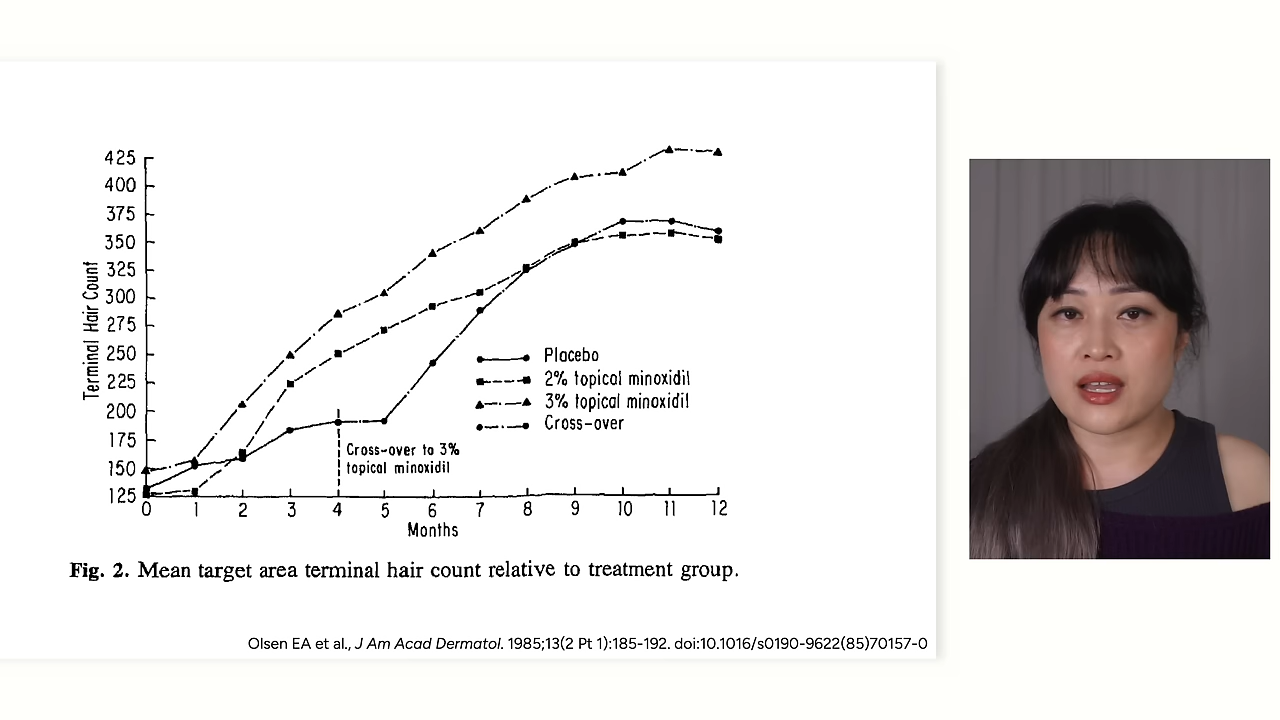 425
400
375
350
325
300
275
250
225
200
175
150
125
Terminal Hair Count
0 1 2 3 4 5 6 7 8 9 10 11 12
Months
Placebo
2% topical minoxidil
3% topical minoxidil
Cross-over
Cross-over to 3%
topical minoxidil
Fig. 2. Mean target area terminal hair count relative to treatment group.
Olsen EA et al., J Am Acad Dermatol. 1985;13(2 Pt 1):185-192. doi:10.1016/s0190-9622(85)70157-0